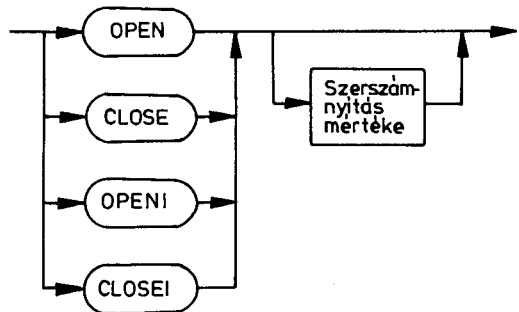 OPEN
CLOSE
OPENI
CLOSEI
Szerszám-
nyitás
mértéke